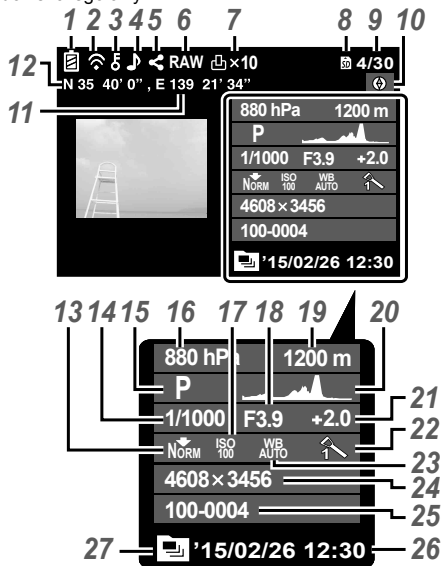 1 2 3 4 5 6 7 8 9 10
RAW ×10 SD 4/30
12 N 35 40' 0", E 139 21' 34"
11
880 hPa 1200 m
P
1/1000 F3.9 +2.0
NORM ISO 100 WB AUTO 1
4608×3456
100-0004
'15/02/26 12:30
13 14 15 16 17 18 19 20
880 hPa 1200 m
P
1/1000 F3.9 +2.0 21
NORM ISO 100 WB AUTO 1 22
23
4608×3456 24
100-0004 25
27 '15/02/26 12:30 26